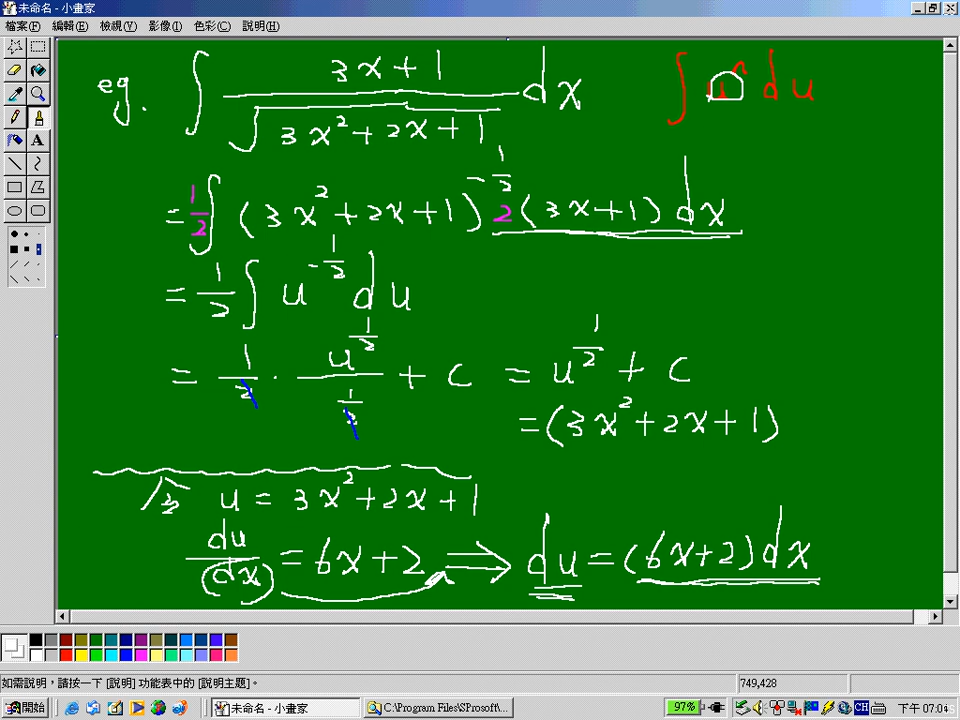 未命名 - 小畫家
檔案(F) 編輯(E) 檢視(V) 影像(I) 色彩(C) 說明(H)
eg. ∫ (3x+1)/√(3x²+2x+1) dx ∫ uⁿ du
= 1/2 ∫ (3x²+2x+1)^(-1/2) 2(3x+1)dx
= 1/2 ∫ u^(-1/2) du
= 1/2 · u^(1/2)/(1/2) + c = u^(1/2) + c
= (3x²+2x+1)
令 u = 3x²+2x+1
du/(dx) = 6x+2 ⇒ du = (6x+2)dx
如需說明，請按一下 [說明] 功能表中的 [說明主題]。 749,428
開始 未命名 - 小畫家 C:\Program Files\SProsoft\... 97% CH 下午 07:04